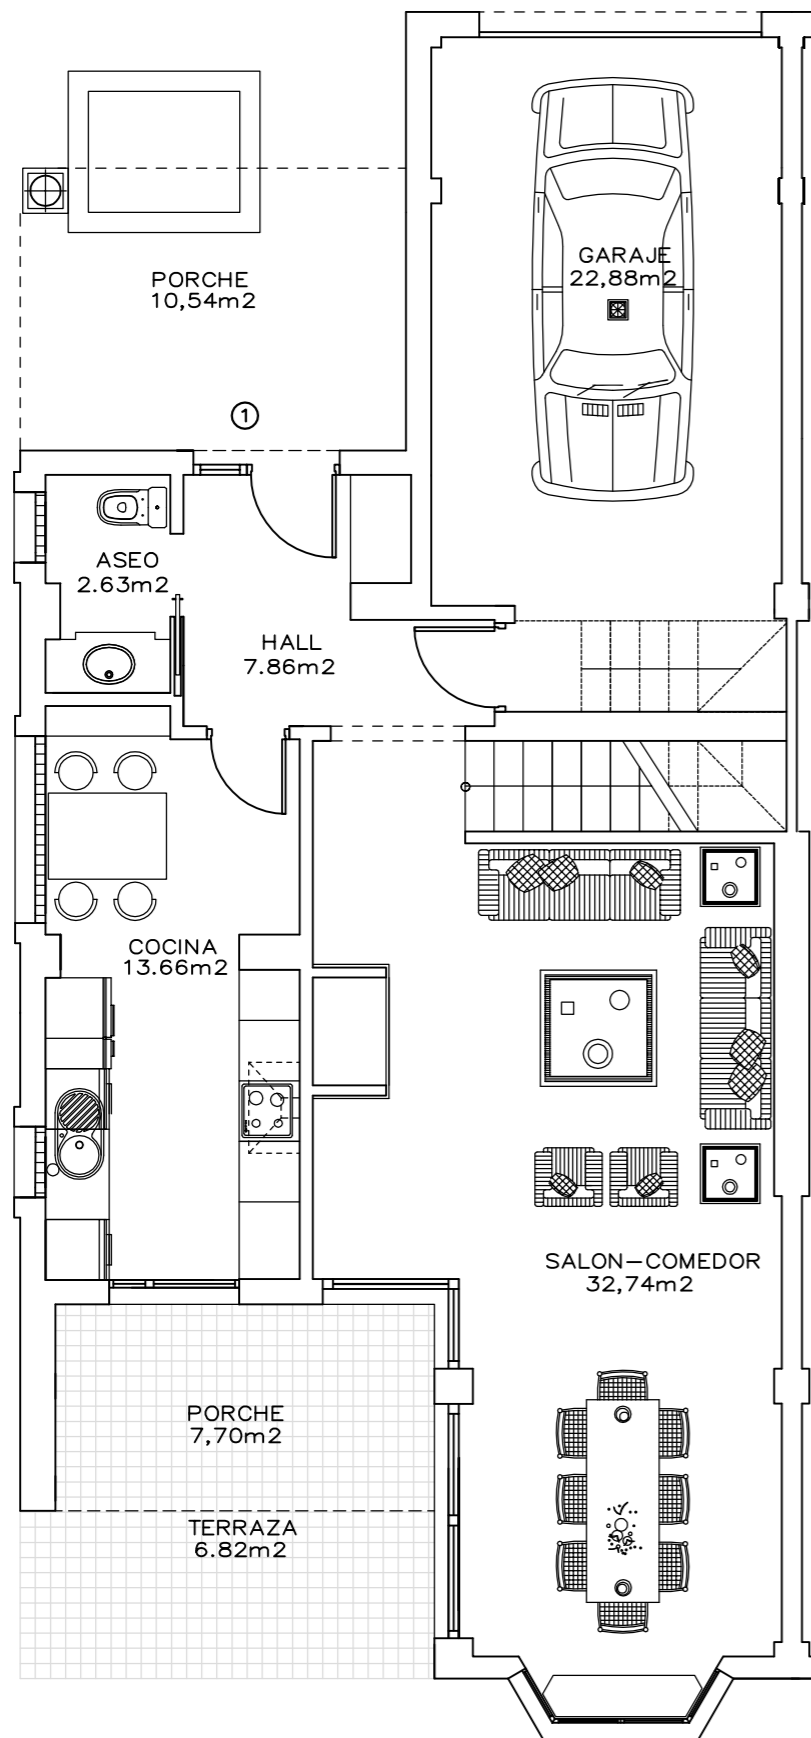 GARAJE
22,88m2
PORCHE
10,54m2
1
ASEO
2.63m2
HALL
7.86m2
COCINA
13.66m2
SALON-COMEDOR
32,74m2
PORCHE
7,70m2
TERRAZA
6.82m2